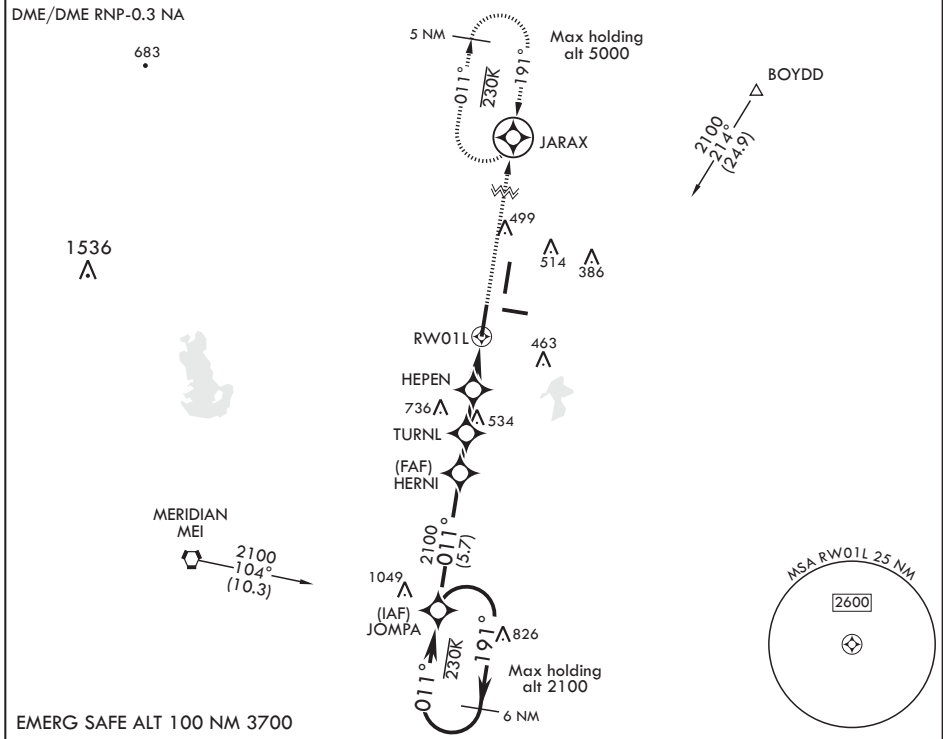 DME/DME RNP-0.3 NA
683
5 NM
Max holding
alt 5000
011°
230K
191°
JARAX
BOYDD
2100
214°
(24.9)
499
514
386
1536
RW01L
463
HEPEN
736
534
TURNL
(FAF)
HERNI
MERIDIAN
MEI
2100
104°
(10.3)
2100
011°
(5.7)
1049
(IAF)
JOMPA
191°
826
011°
230K
Max holding
alt 2100
6 NM
MSA RW01L 25 NM
2600
EMERG SAFE ALT 100 NM 3700